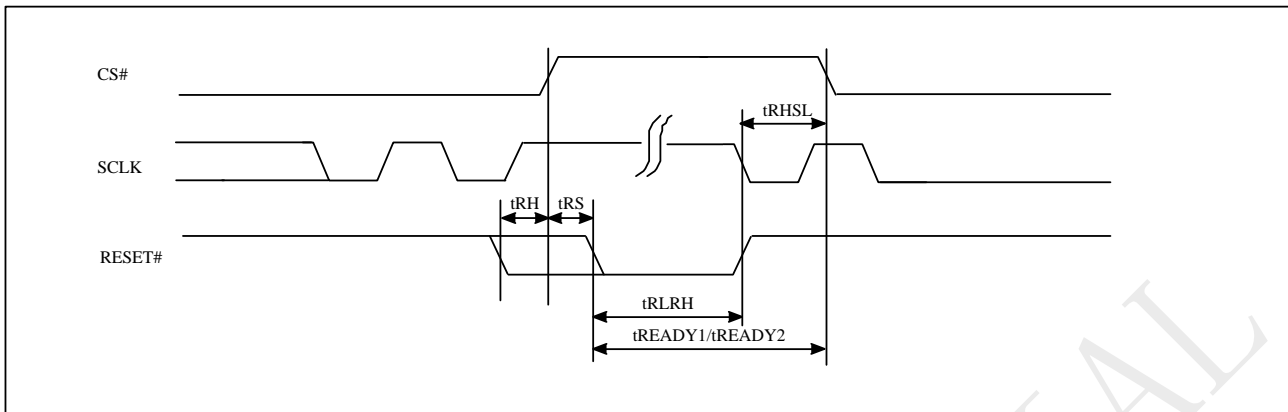 CS#
tRHSL
SCLK
tRH tRS
RESET#
tRLRH
tREADY1/tREADY2